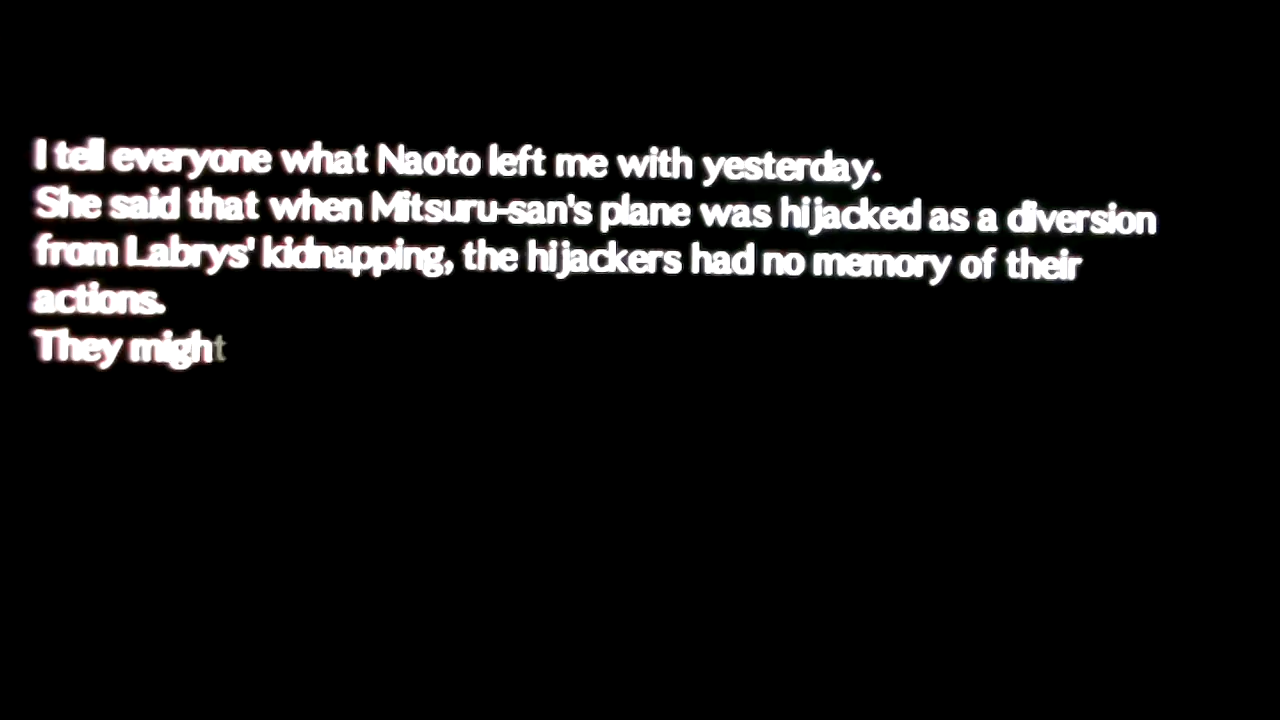 I tell everyone what Naoto left me with yesterday.
She said that when Mitsuru-san's plane was hijacked as a diversion
from Labrys' kidnapping, the hijackers had no memory of their
actions.
They might